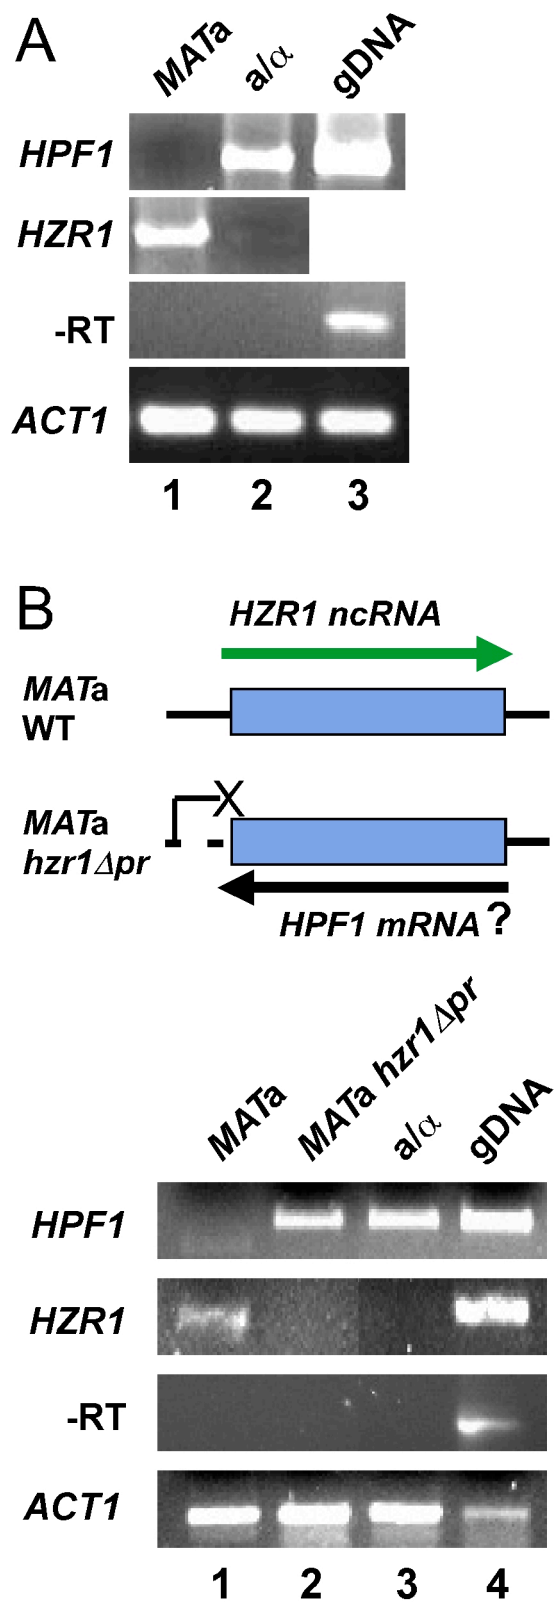 A
MATa a/α gDNA
HPF1
HZR1
-RT
ACT1
1 2 3
B
HZR1 ncRNA
MATa
WT
X
MATa
hzr1Δpr
HPF1 mRNA ?
MATa MATa hzr1Δpr a/α gDNA
HPF1
HZR1
-RT
ACT1
1 2 3 4